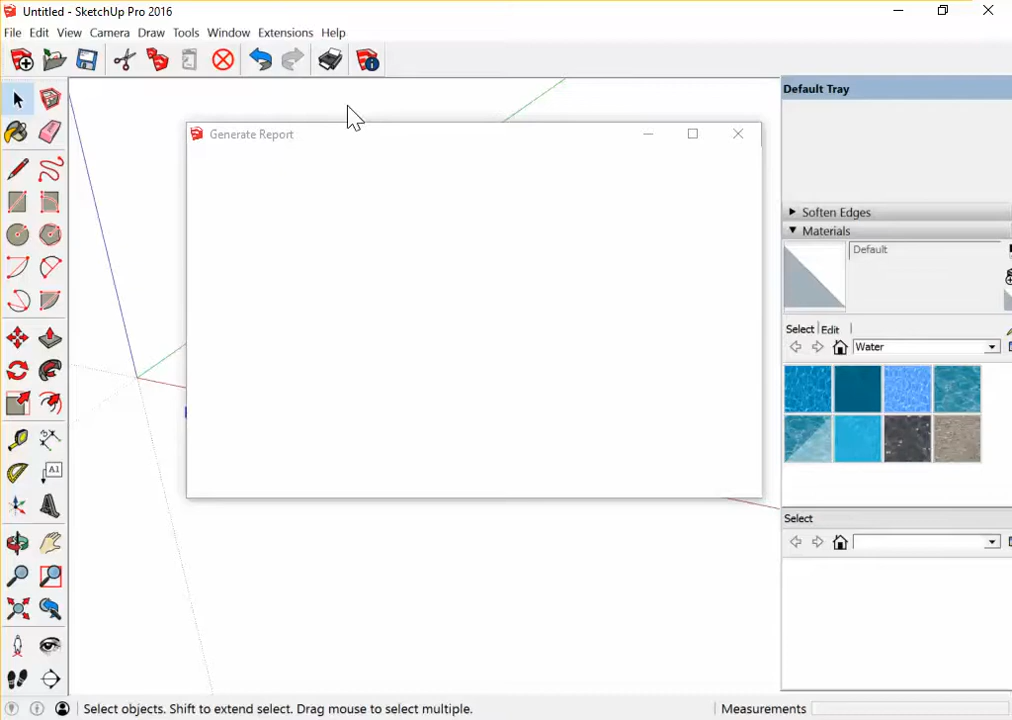 Untitled - SketchUp Pro 2016
File Edit View Camera Draw Tools Window Extensions Help
Default Tray
Generate Report
Soften Edges
Materials
Default
Select Edit
Water
A1
Select
Select objects. Shift to extend select. Drag mouse to select multiple.
Measurements